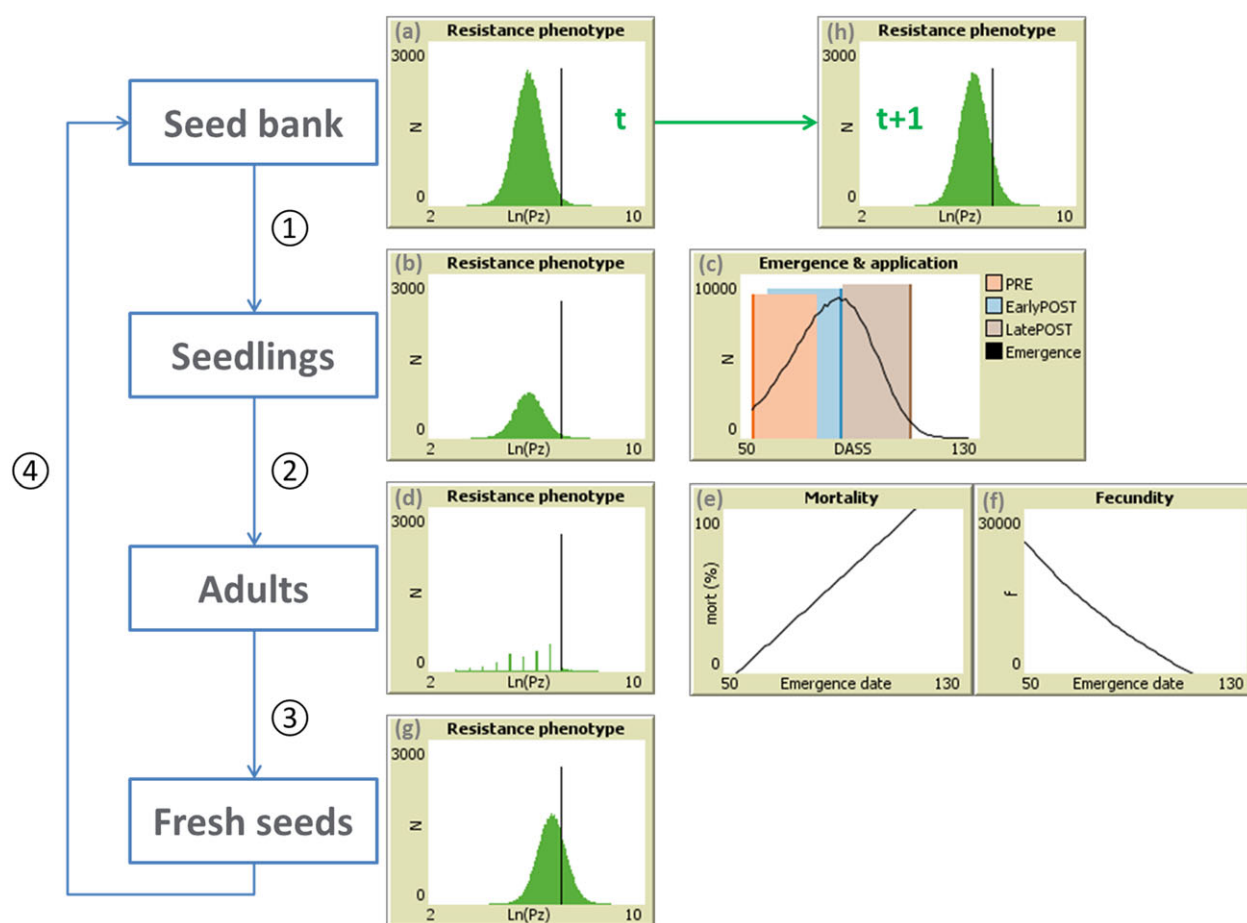 (a) Resistance phenotype
3000
N
0
2 Ln(Pz) 10
t
(h) Resistance phenotype
3000
N
0
2 Ln(Pz) 10
t+1
Seed bank
①
(b) Resistance phenotype
3000
N
0
2 Ln(Pz) 10
(c) Emergence & application
10000
N
0
50 DASS 130
PRE
EarlyPOST
LatePOST
Emergence
Seedlings
④
②
(d) Resistance phenotype
3000
N
0
2 Ln(Pz) 10
(e) Mortality
100
mort (%)
0
50 Emergence date 130
(f) Fecundity
30000
f
0
50 Emergence date 130
Adults
③
(g) Resistance phenotype
3000
N
0
2 Ln(Pz) 10
Fresh seeds